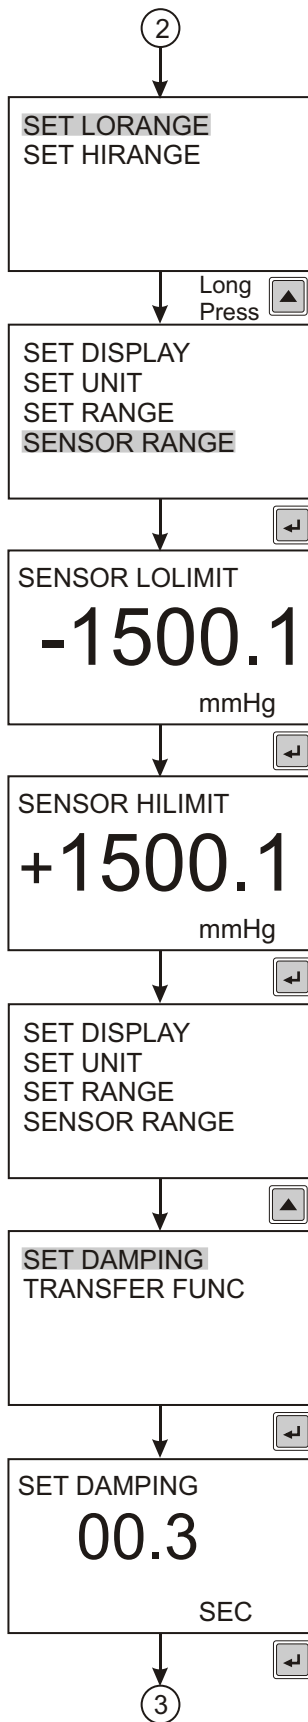 2
SET LORANGE
SET HIRANGE
Long
Press
SET DISPLAY
SET UNIT
SET RANGE
SENSOR RANGE
SENSOR LOLIMIT
-1500.1
mmHg
SENSOR HILIMIT
+1500.1
mmHg
SET DISPLAY
SET UNIT
SET RANGE
SENSOR RANGE
SET DAMPING
TRANSFER FUNC
SET DAMPING
00.3
SEC
3